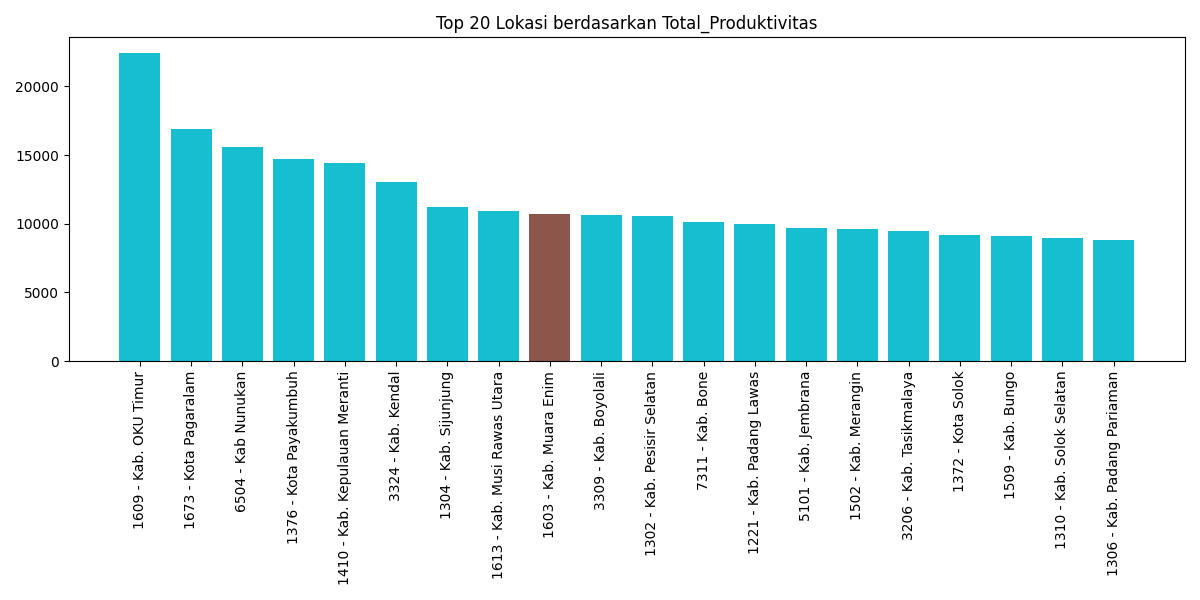 Top 20 Lokasi berdasarkan Total_Produktivitas
20000
15000
10000
5000
0
1609 - Kab. OKU Timur
1673 - Kota Pagaralam
6504 - Kab Nunukan
1376 - Kota Payakumbuh
1410 - Kab. Kepulauan Meranti
3324 - Kab. Kendal
1304 - Kab. Sijunjung
1613 - Kab. Musi Rawas Utara
1603 - Kab. Muara Enim
3309 - Kab. Boyolali
1302 - Kab. Pesisir Selatan
7311 - Kab. Bone
1221 - Kab. Padang Lawas
5101 - Kab. Jembrana
1502 - Kab. Merangin
3206 - Kab. Tasikmalaya
1372 - Kota Solok
1509 - Kab. Bungo
1310 - Kab. Solok Selatan
1306 - Kab. Padang Pariaman